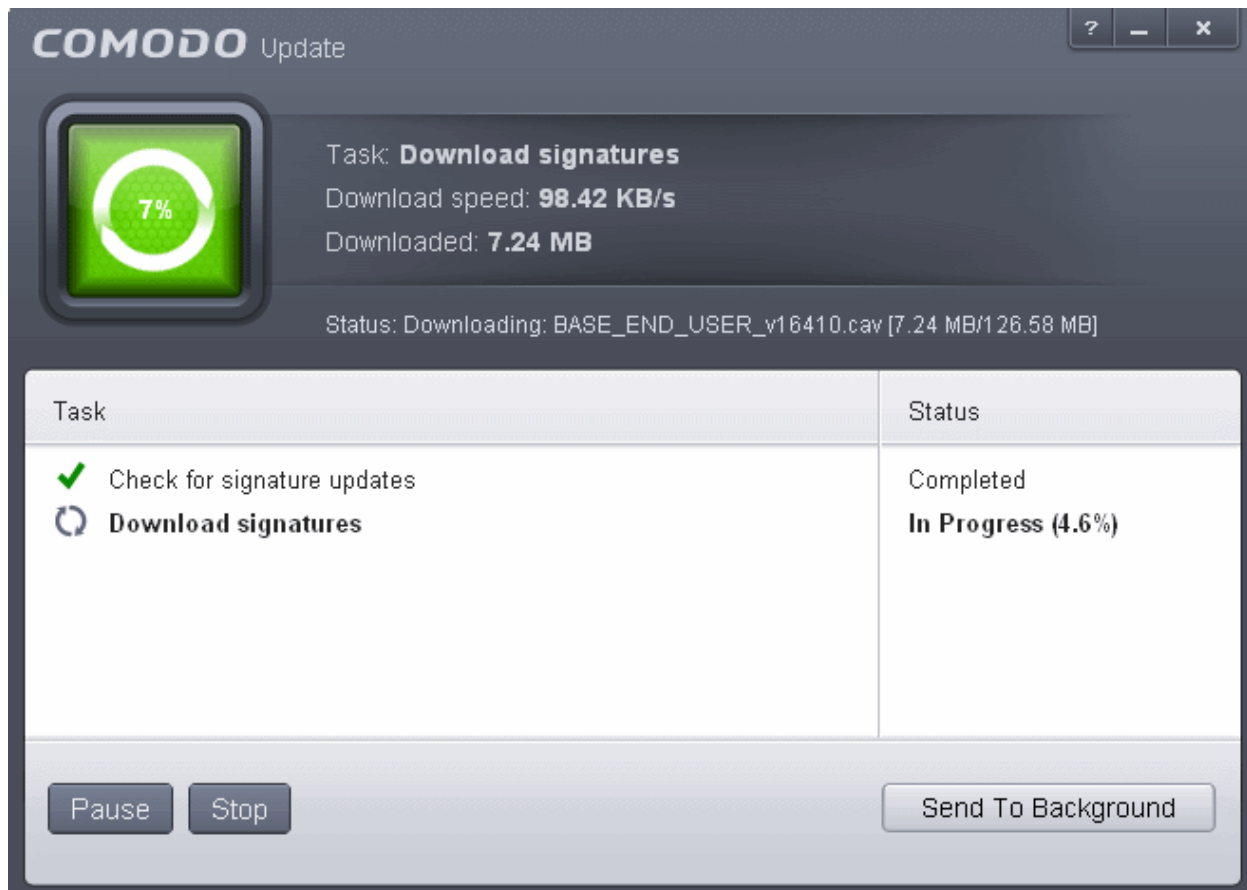 COMODO Update
? _ x
7%
Task: Download signatures
Download speed: 98.42 KB/s
Downloaded: 7.24 MB
Status: Downloading: BASE_END_USER_v16410.cav [7.24 MB/126.58 MB]
Task Status
Check for signature updates Completed
Download signatures In Progress (4.6%)
Pause Stop Send To Background